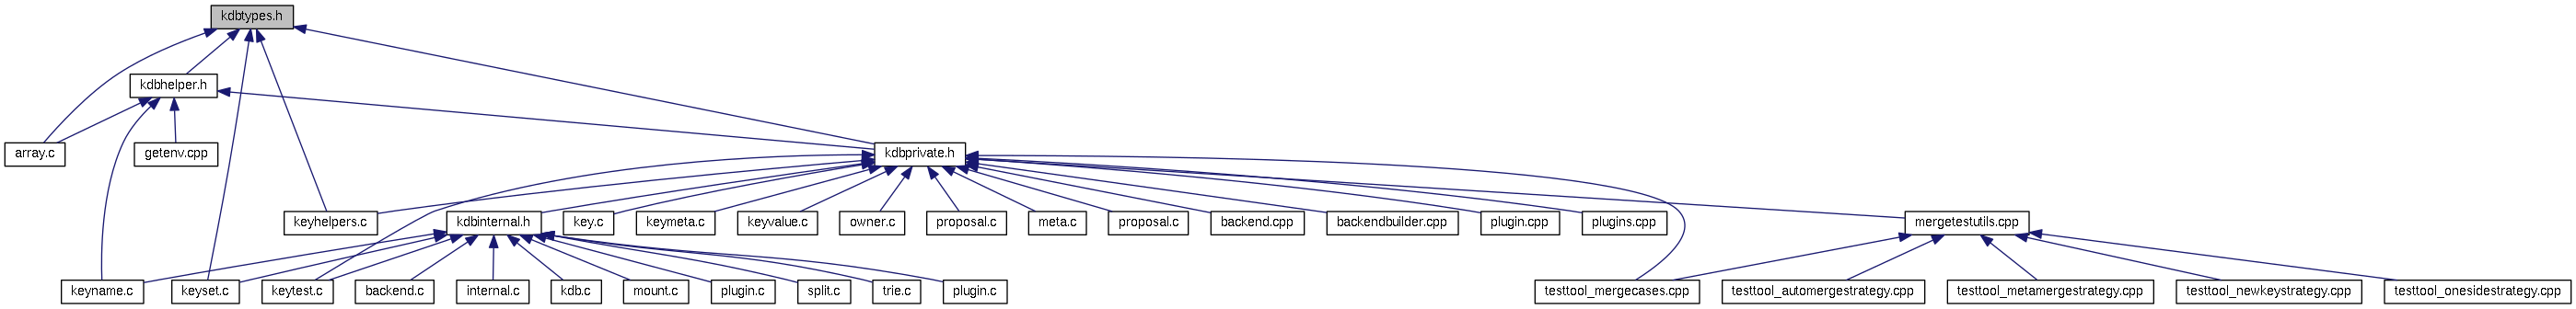 kdbtypes.h
kdbhelper.h
array.c
getenv.cpp
kdbprivate.h
keyhelpers.c
kdbinternal.h
key.c
keymeta.c
keyvalue.c
owner.c
proposal.c
meta.c
proposal.c
backend.cpp
backendbuilder.cpp
plugin.cpp
plugins.cpp
mergetestutils.cpp
keyname.c
keyset.c
keytest.c
backend.c
internal.c
kdb.c
mount.c
plugin.c
split.c
trie.c
plugin.c
testtool_mergecases.cpp
testtool_automergestrategy.cpp
testtool_metamergestrategy.cpp
testtool_newkeystrategy.cpp
testtool_onesidestrategy.cpp